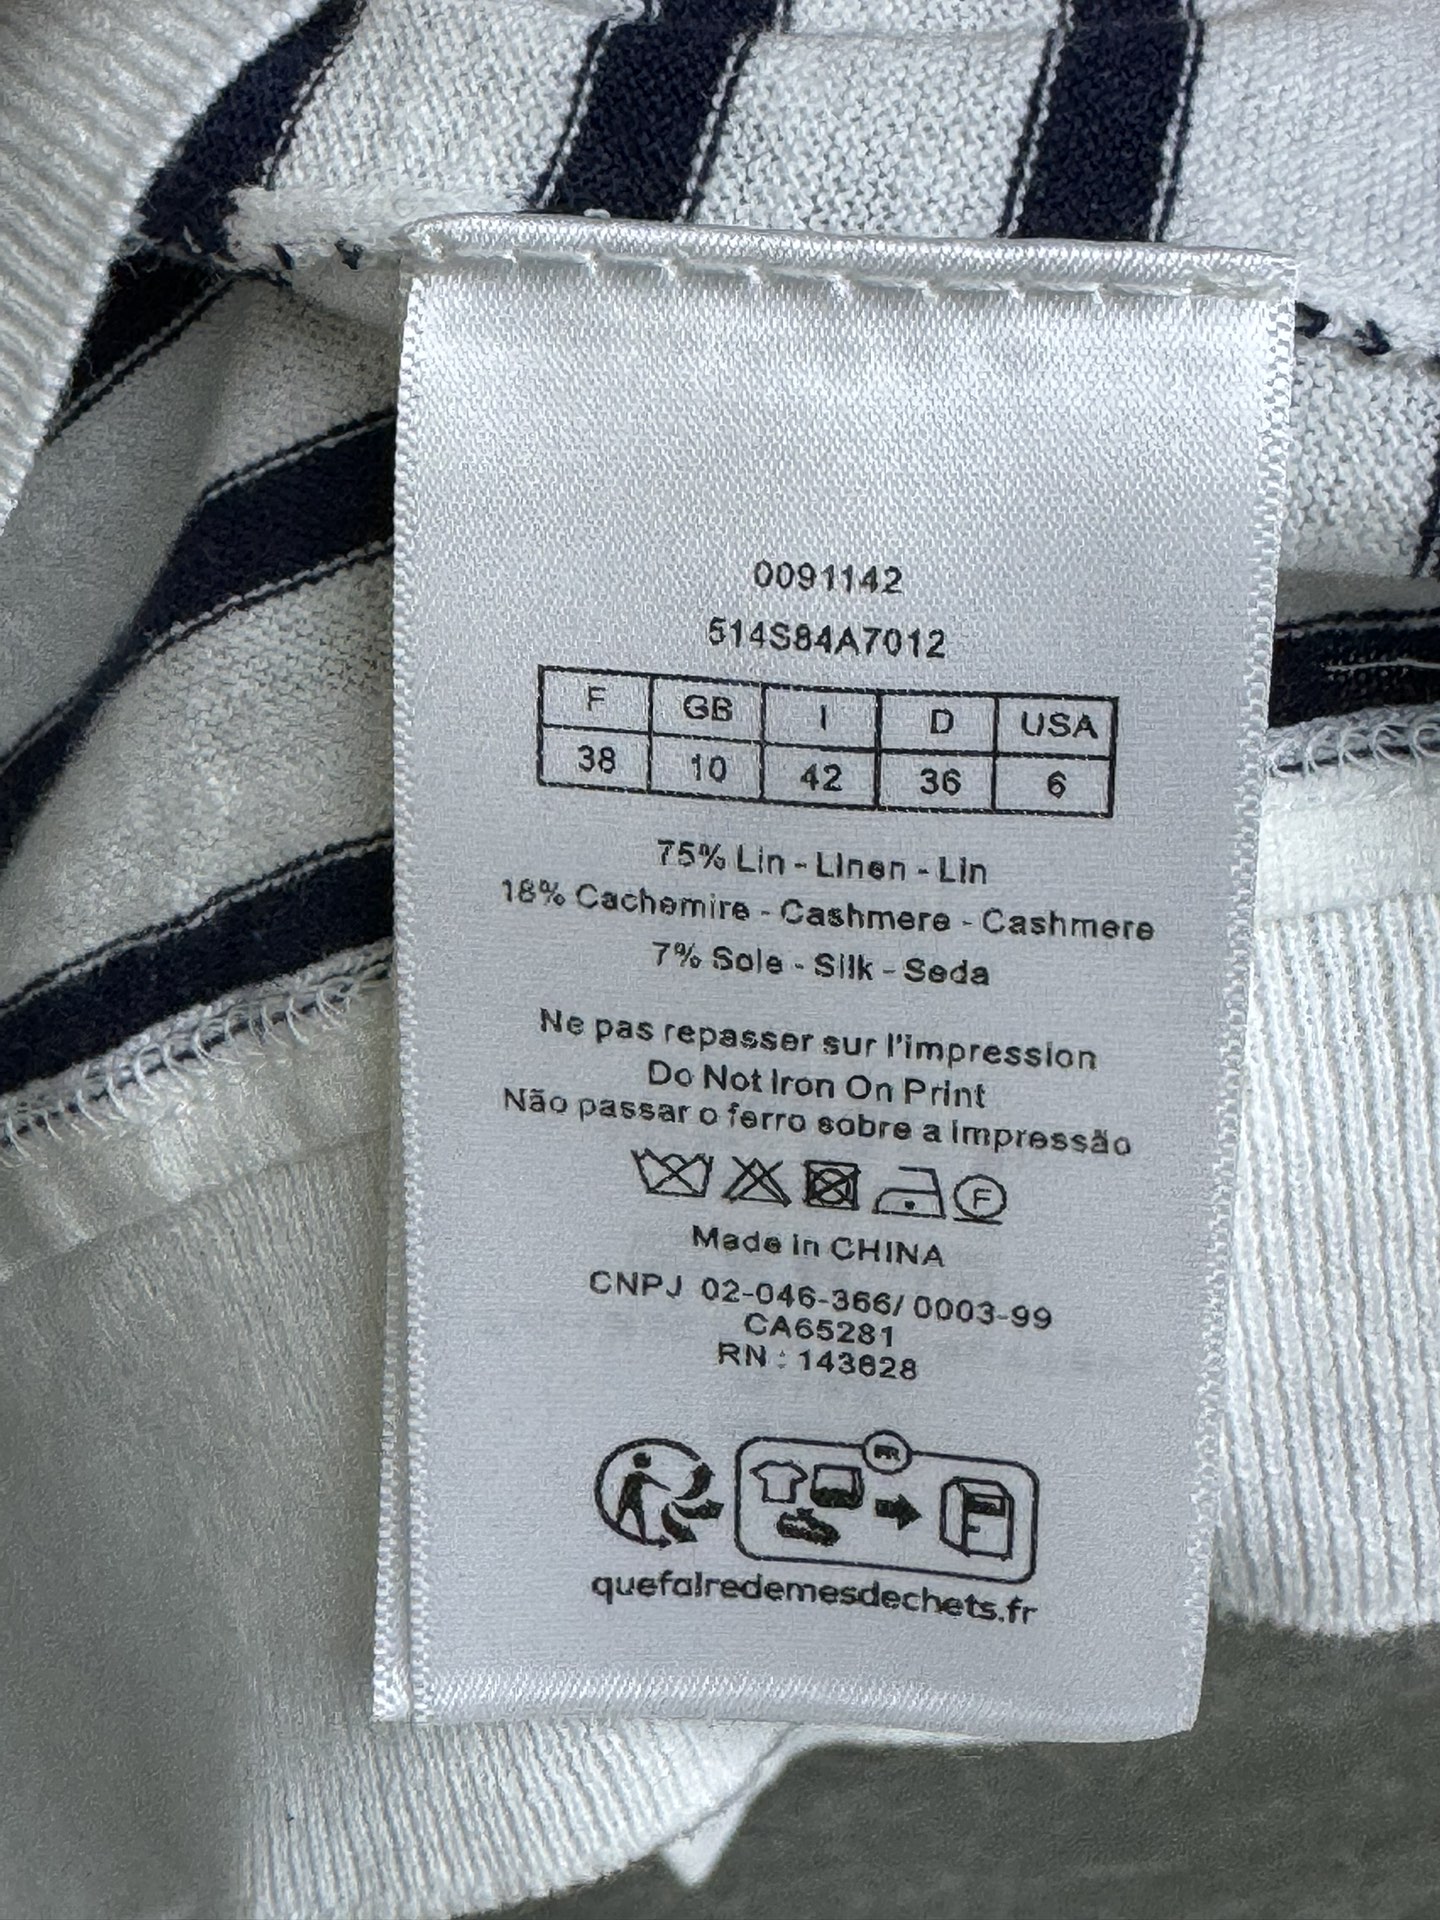 0091142
514S84A7012
F GB I D USA
38 10 42 36 6
75% Lin - Linen - Lin
18% Cachemire - Cashmere - Cashmere
7% Soie - Silk - Seda
Ne pas repasser sur l'impression
Do Not Iron On Print
Não passar o ferro sobre a impressão
F
Made in CHINA
CNPJ 02-046-366/ 0003-99
CA65281
RN : 143828
FR
quefairedemesdechets.fr